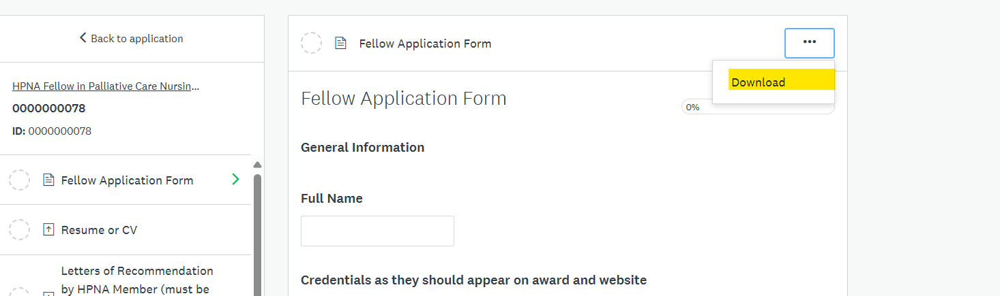 Back to application
HPNA Fellow in Palliative Care Nursin...
0000000078
ID: 0000000078
Fellow Application Form
Resume or CV
Letters of Recommendation
by HPNA Member (must be
Fellow Application Form
Download
Fellow Application Form
0%
General Information
Full Name
Credentials as they should appear on award and website